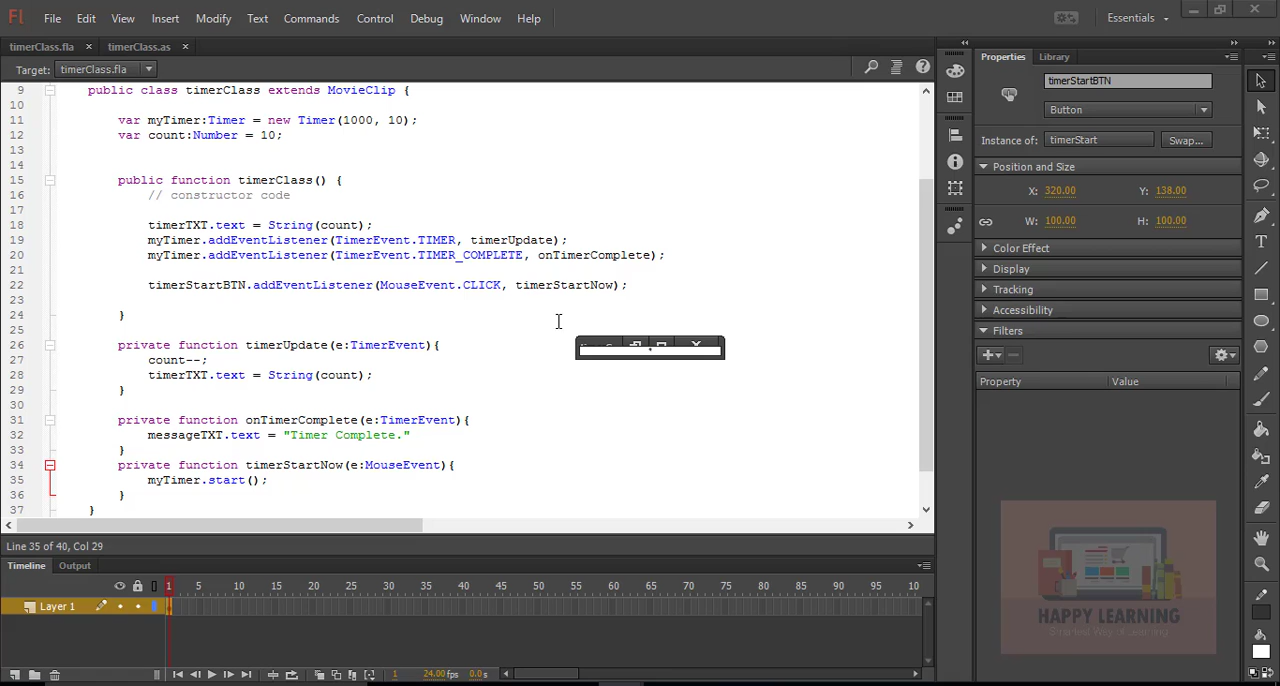 Fl File Edit View Insert Modify Text Commands Control Debug Window Help Essentials
timerClass.fla timerClass.as
Target: timerClass.fla
9 public class timerClass extends MovieClip {
10
11 var myTimer:Timer = new Timer(1000, 10);
12 var count:Number = 10;
13
14
15 public function timerClass() {
16 // constructor code
17
18 timerTXT.text = String(count);
19 myTimer.addEventListener(TimerEvent.TIMER, timerUpdate);
20 myTimer.addEventListener(TimerEvent.TIMER_COMPLETE, onTimerComplete);
21
22 timerStartBTN.addEventListener(MouseEvent.CLICK, timerStartNow);
23
24 }
25
26 private function timerUpdate(e:TimerEvent){
27 count--;
28 timerTXT.text = String(count);
29 }
30
31 private function onTimerComplete(e:TimerEvent){
32 messageTXT.text = "Timer Complete."
33 }
34 private function timerStartNow(e:MouseEvent){
35 myTimer.start();
36 }
37 }
Line 35 of 40, Col 29
Timeline Output
1 5 10 15 20 25 30 35 40 45 50 55 60 65 70 75 80 85 90 95 10
Layer 1
1 24.00fps 0.0s
Properties Library
timerStartBTN
Button
Instance of: timerStart Swap...
Position and Size
X: 320.00 Y: 138.00
W: 100.00 H: 100.00
Color Effect
Display
Printing
Accessibility
Filters
Property Value
HAPPY LEARNING
Smartest Way of Learning